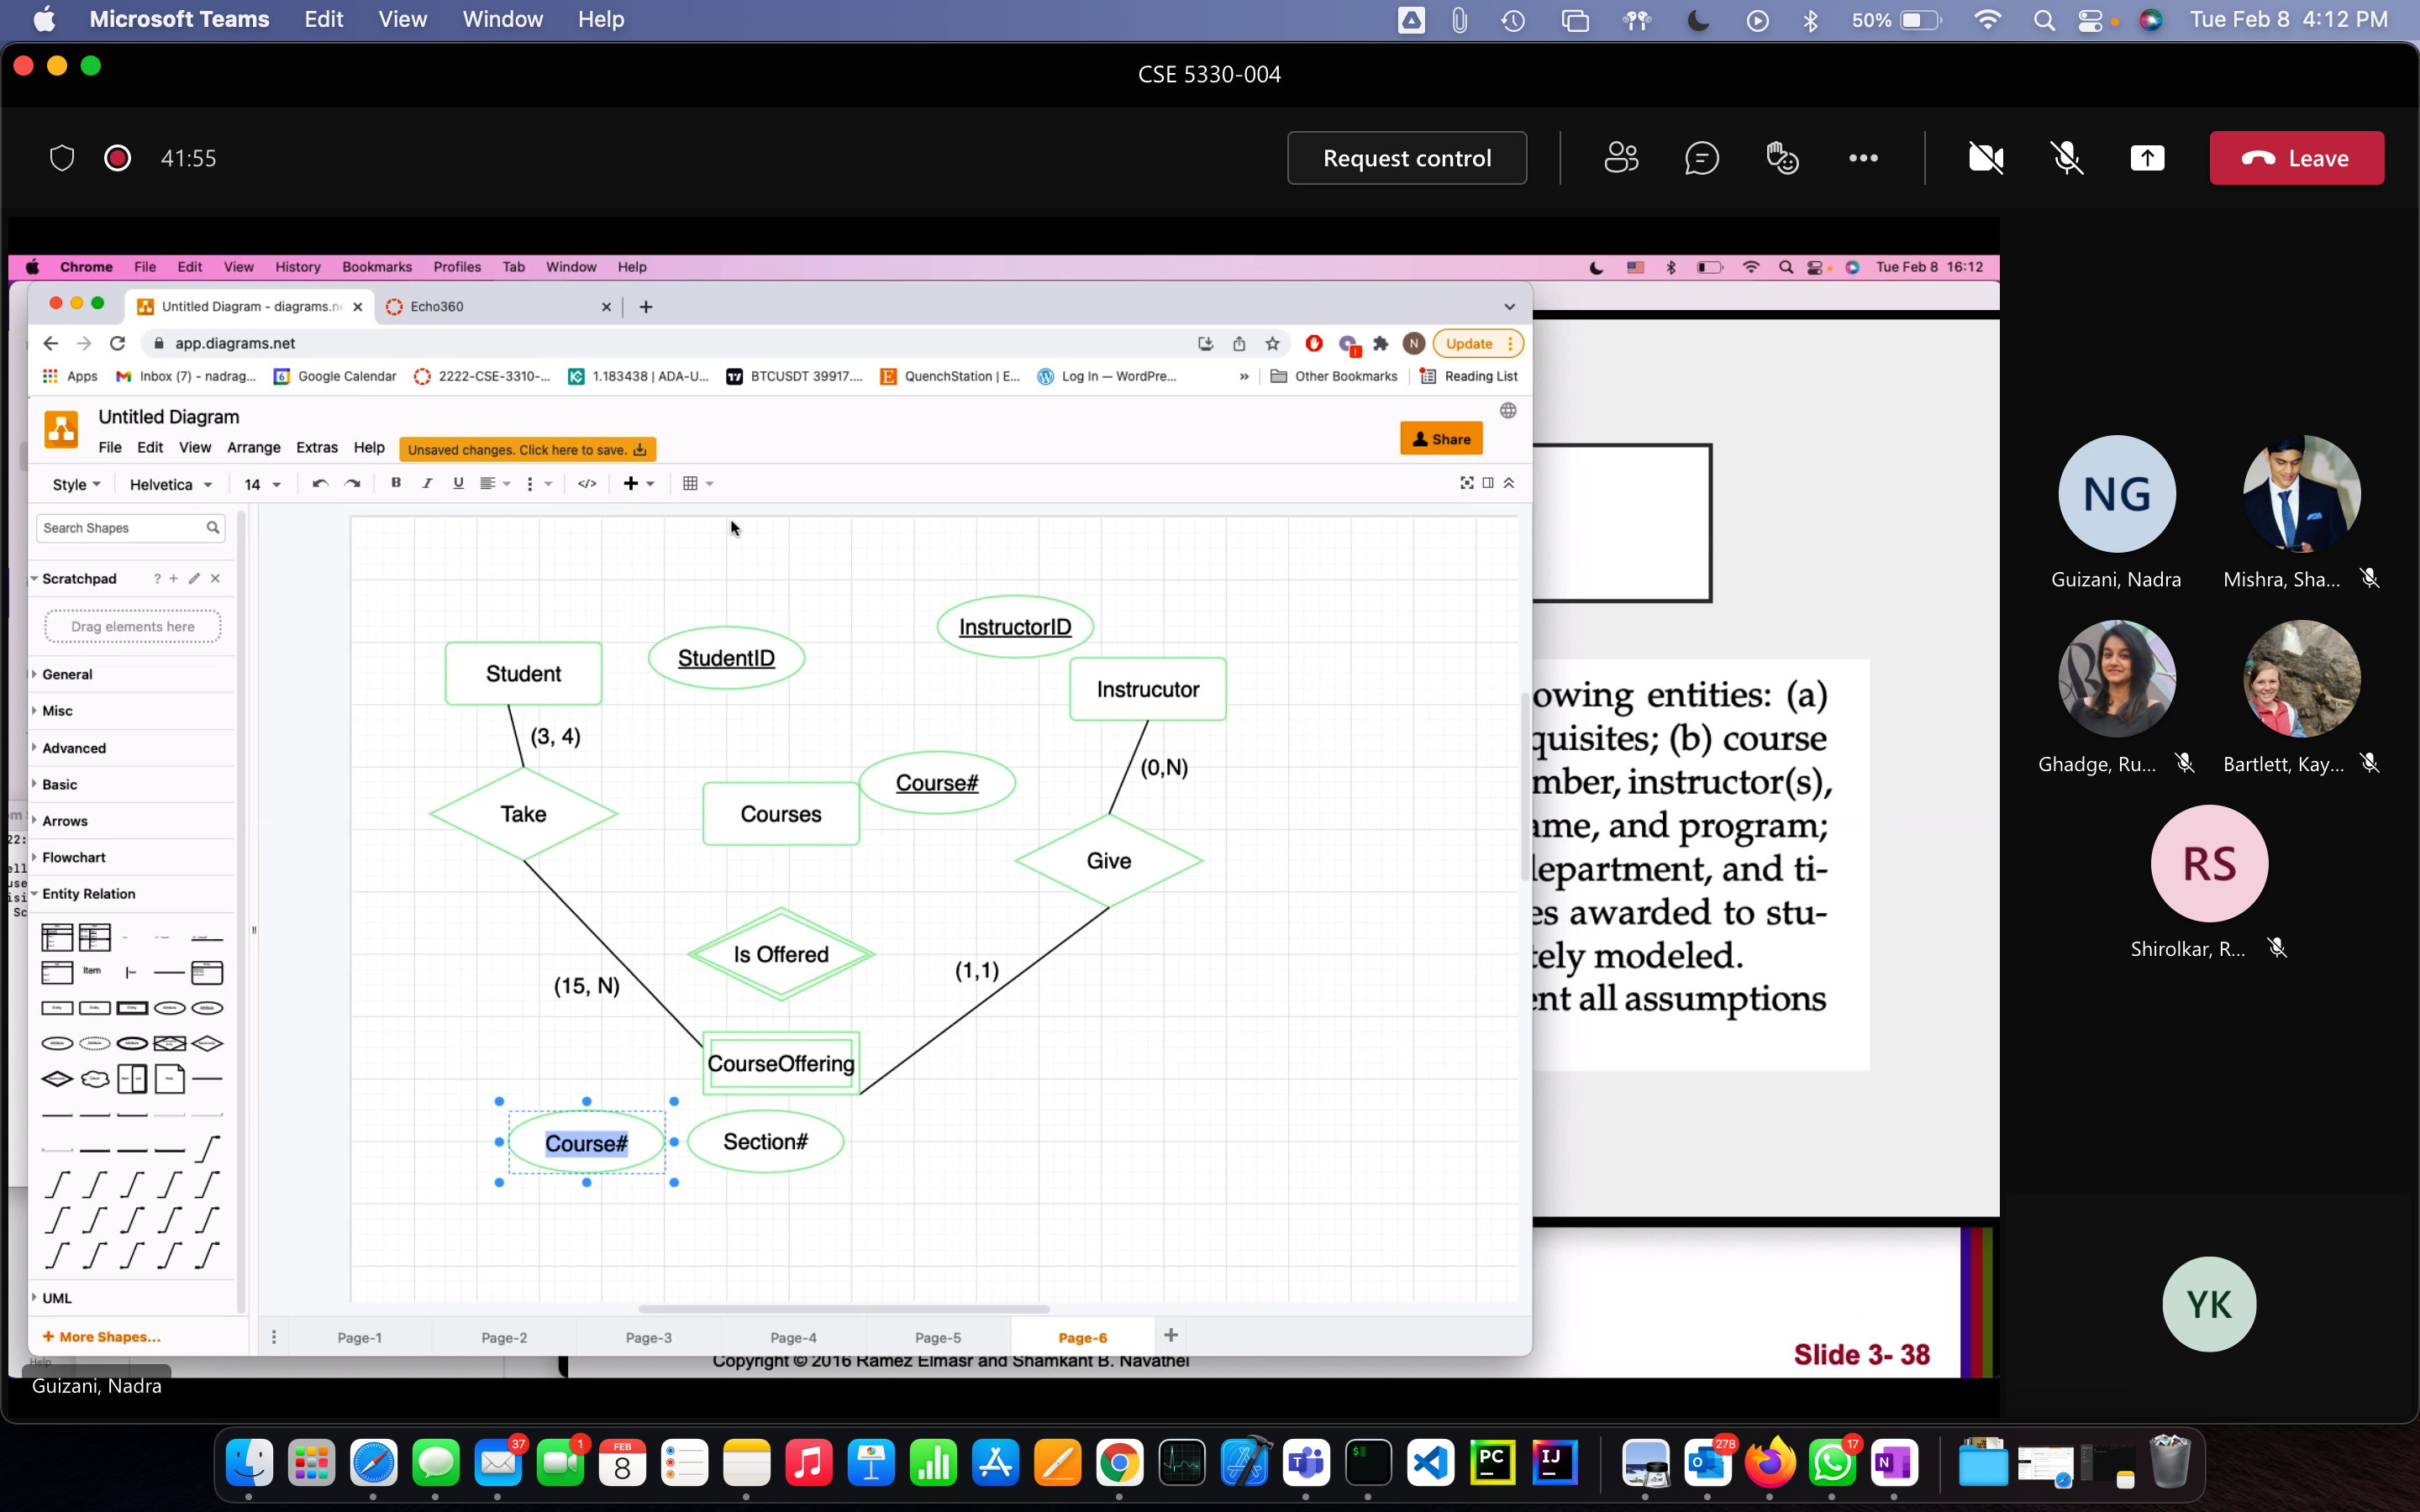 Microsoft Teams Edit View Window Help
50% Tue Feb 8 4:12 PM
CSE 5330-004
41:55
Request control
Leave
Chrome File Edit View History Bookmarks Profiles Tab Window Help
Tue Feb 8 16:12
Untitled Diagram - diagrams.ne
Echo360
app.diagrams.net
N
Update
Apps
Inbox (7) - nadrag...
6 Google Calendar
2222-CSE-3310-...
1.183438 | ADA-U...
BTCUSDT 39917....
QuenchStation | E...
Log In — WordPre...
»
Other Bookmarks
Reading List
Untitled Diagram
File Edit View Arrange Extras Help
Unsaved changes. Click here to save.
Share
Style Helvetica 14 B I U </>
Search Shapes
Scratchpad ? +
Drag elements here
General
Misc
Advanced
Basic
Arrows
Flowchart
Entity Relation
Item
UML
+ More Shapes...
Student
StudentID
InstructorID
Instrucutor
(3, 4)
(0,N)
Take
Courses
Course#
Give
Is Offered
(15, N)
(1,1)
CourseOffering
Course#
Section#
Page-1 Page-2 Page-3 Page-4 Page-5 Page-6 +
owing entities: (a)
quisites; (b) course
mber, instructor(s),
ame, and program;
department, and ti-
es awarded to stu-
tely modeled.
ent all assumptions
Help
Copyright © 2016 Ramez Elmasr and Shamkant B. Navathei
Slide 3- 38
Guizani, Nadra
NG
Guizani, Nadra
Mishra, Sha...
Ghadge, Ru...
Bartlett, Kay...
RS
Shirolkar, R...
YK
37
1
FEB
8
278
17
PC
IJ